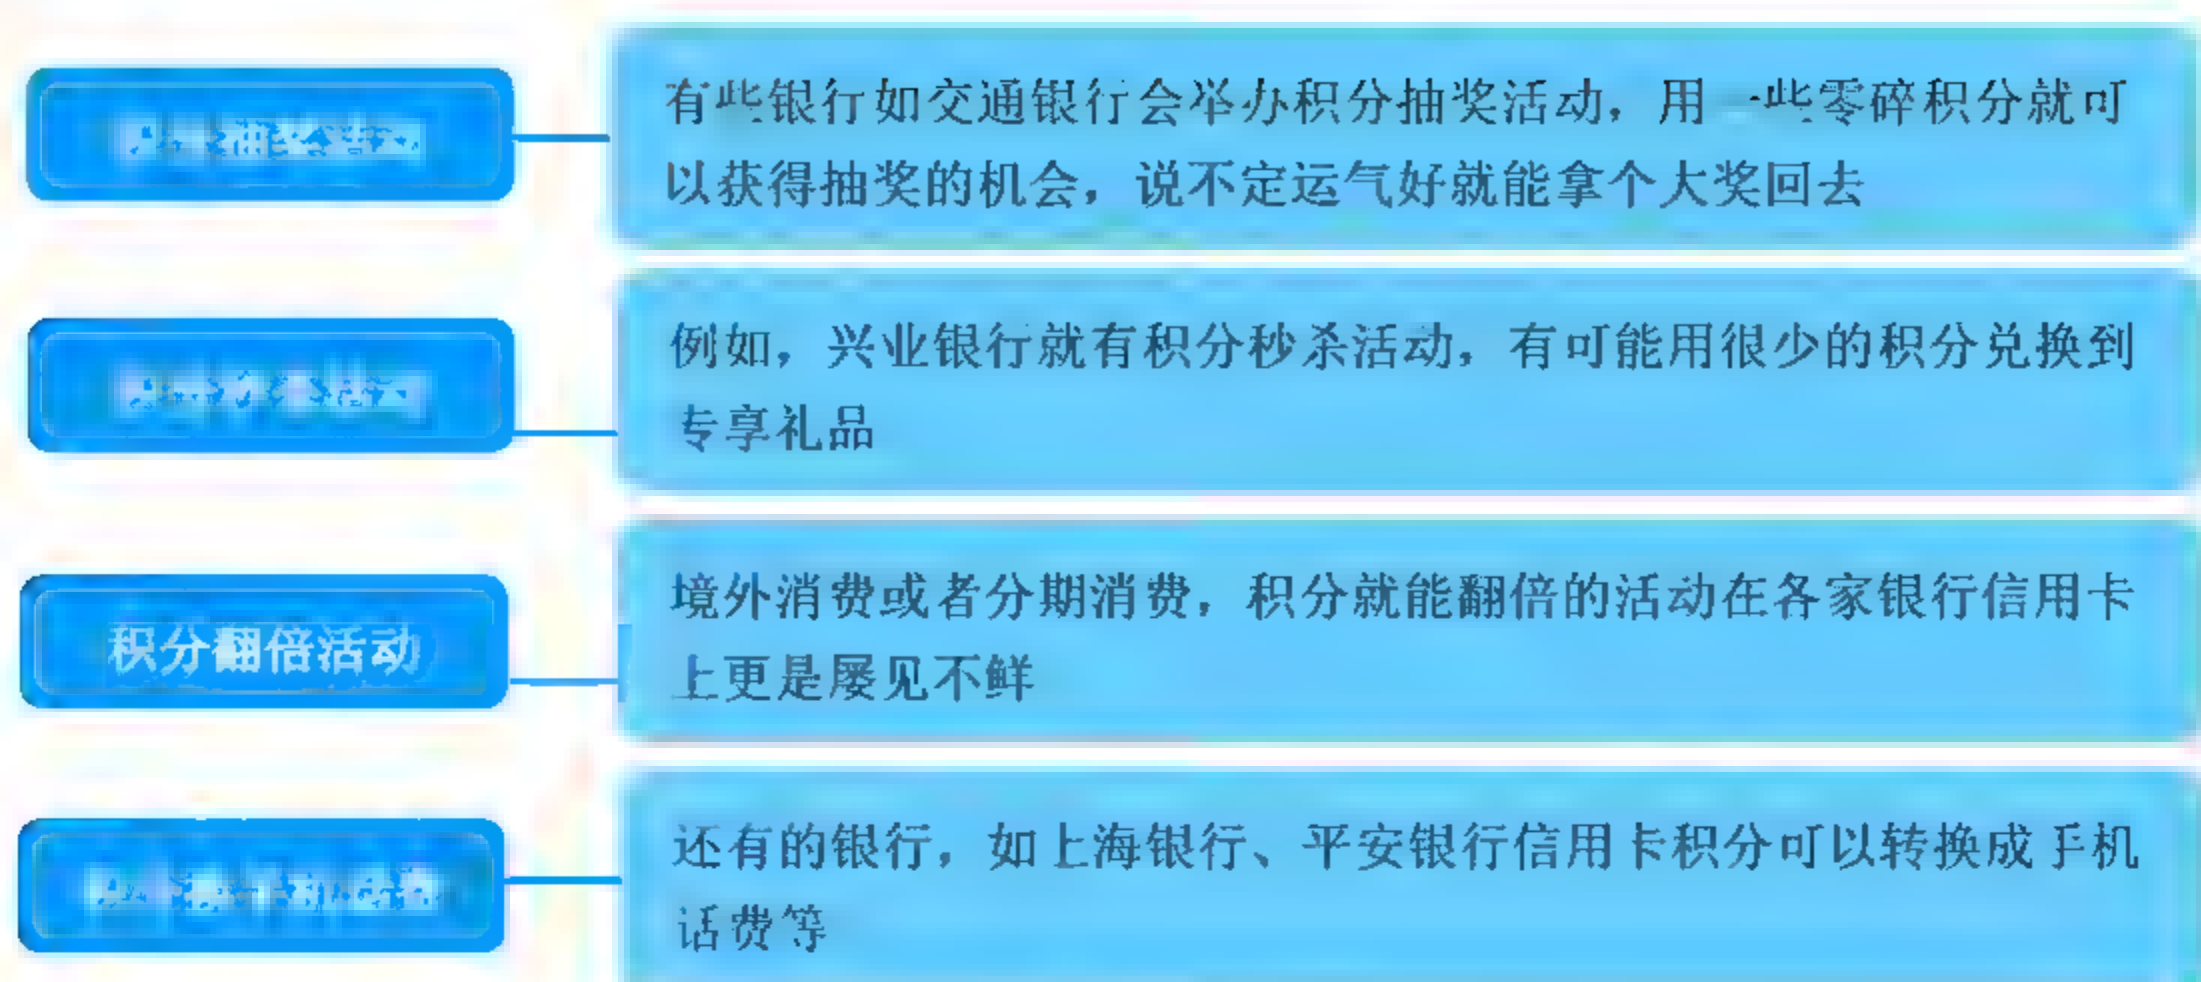 有些银行如交通银行会举办积分抽奖活动，用一些零碎积分就可
以获得抽奖的机会，说不定运气好就能拿个大奖回去
例如，兴业银行就有积分秒杀活动，有可能用很少的积分兑换到
专享礼品
积分翻倍活动
境外消费或者分期消费，积分就能翻倍的活动在各家银行信用卡
上更是屡见不鲜
还有的银行，如上海银行、平安银行信用卡积分可以转换成手机
话费等